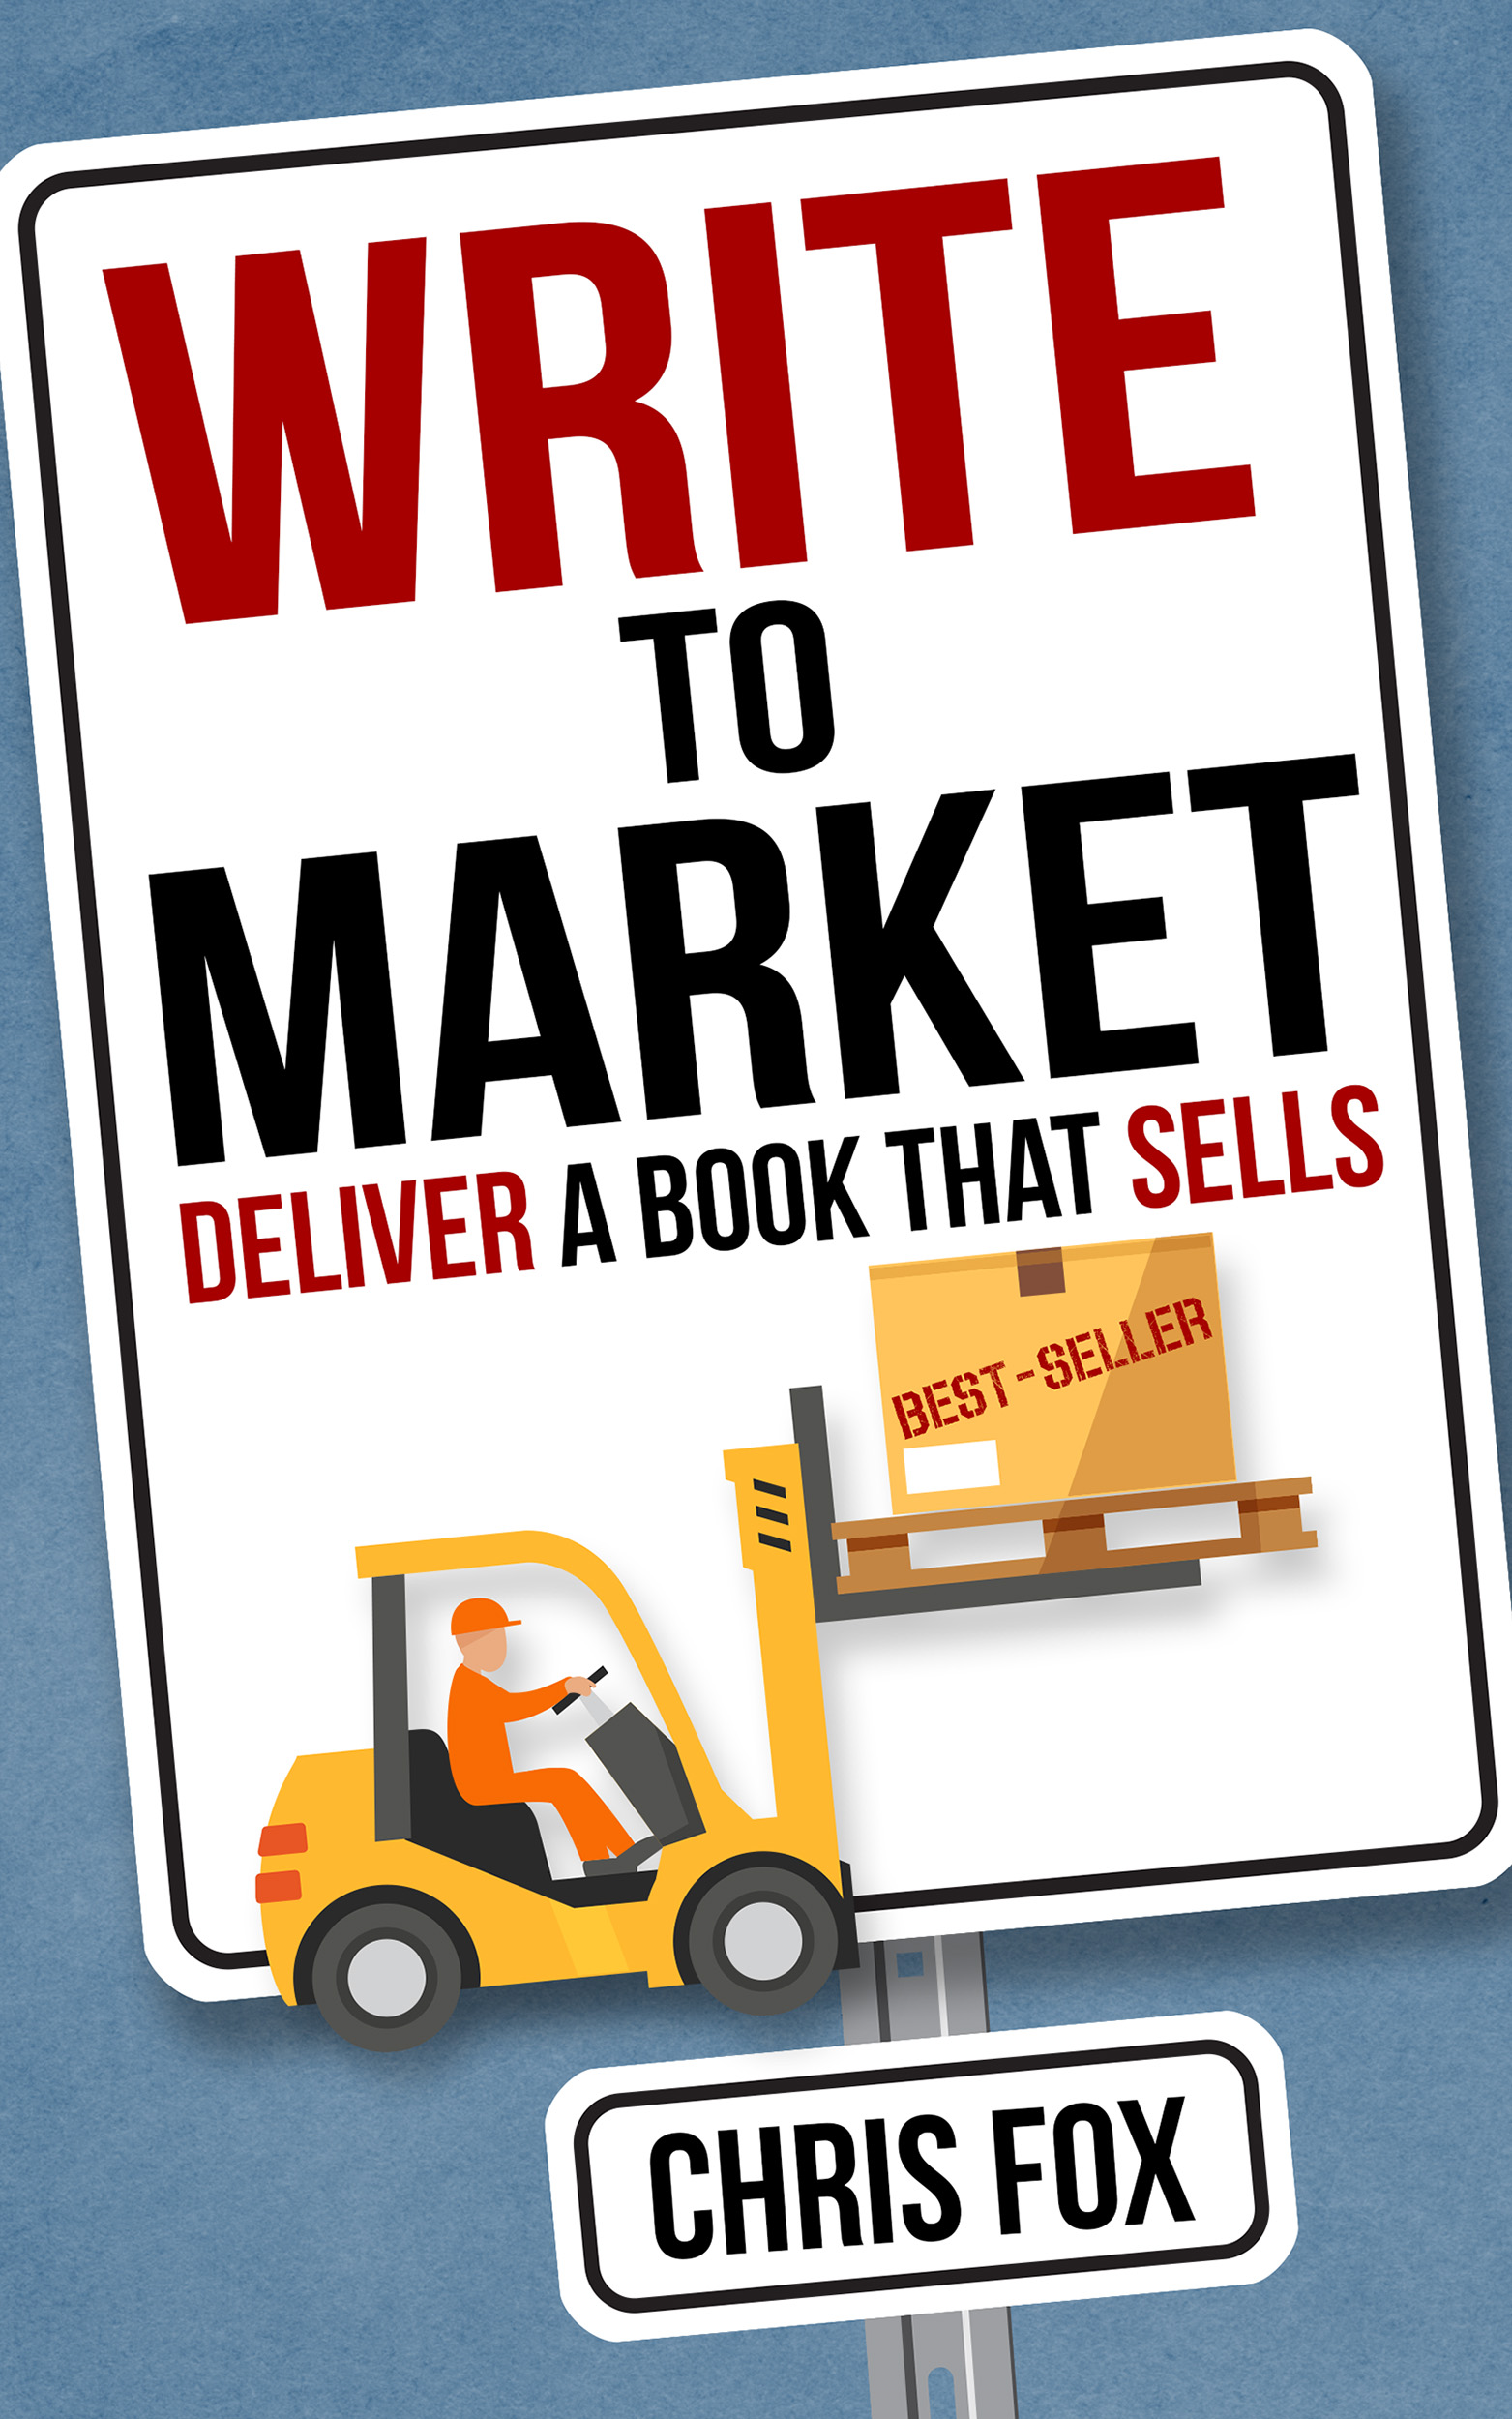 WRITE
TO
MARKET
DELIVER A BOOK THAT SELLS
BEST-SELLER
CHRIS FOX